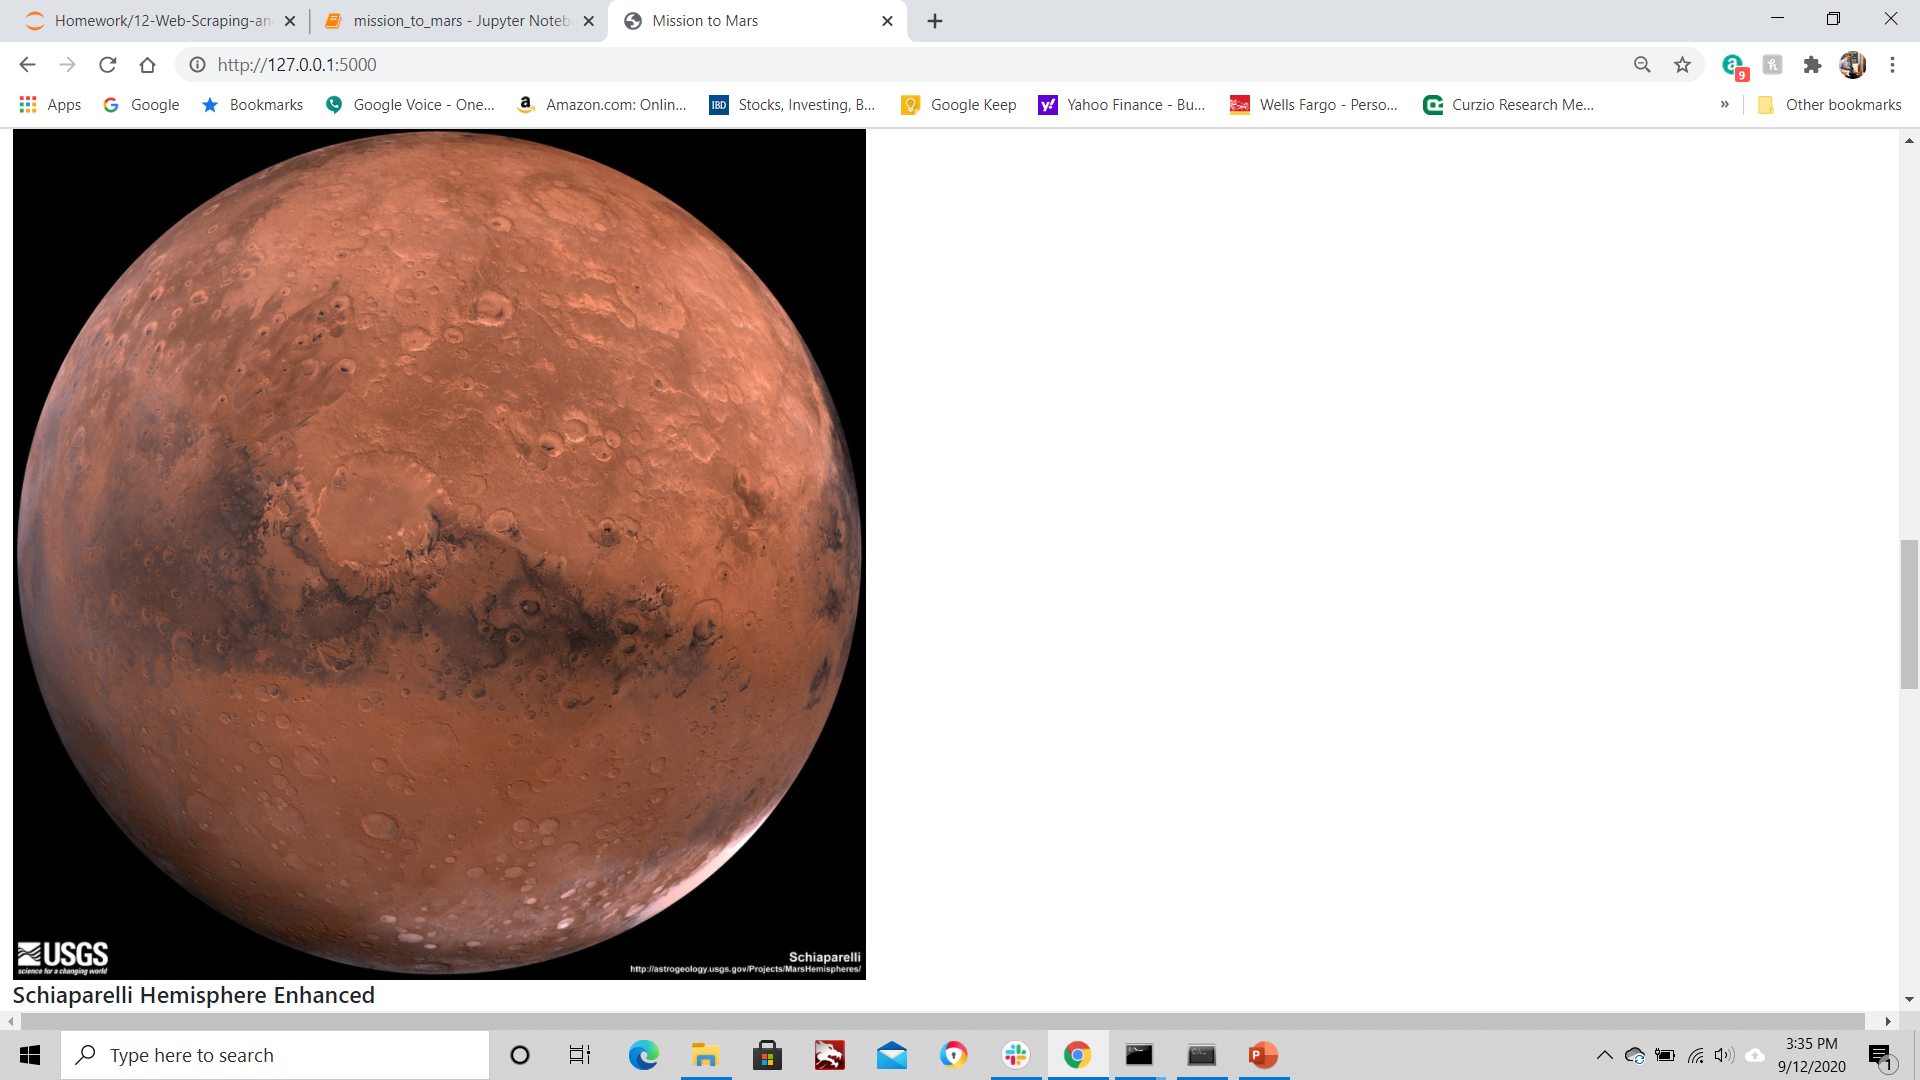 Homework/12-Web-Scraping-an
mission_to_mars - Jupyter Noteb
Mission to Mars
http://127.0.0.1:5000
9
Apps
Google
Bookmarks
Google Voice - One...
Amazon.com: Onlin...
IBD
Stocks, Investing, B...
Google Keep
Yahoo Finance - Bu...
Wells Fargo - Perso...
Curzio Research Me...
»
Other bookmarks
USGS
science for a changing world
Schiaparelli
http://astrogeology.usgs.gov/Projects/MarsHemispheres/
Schiaparelli Hemisphere Enhanced
Type here to search
3:35 PM
9/12/2020
1